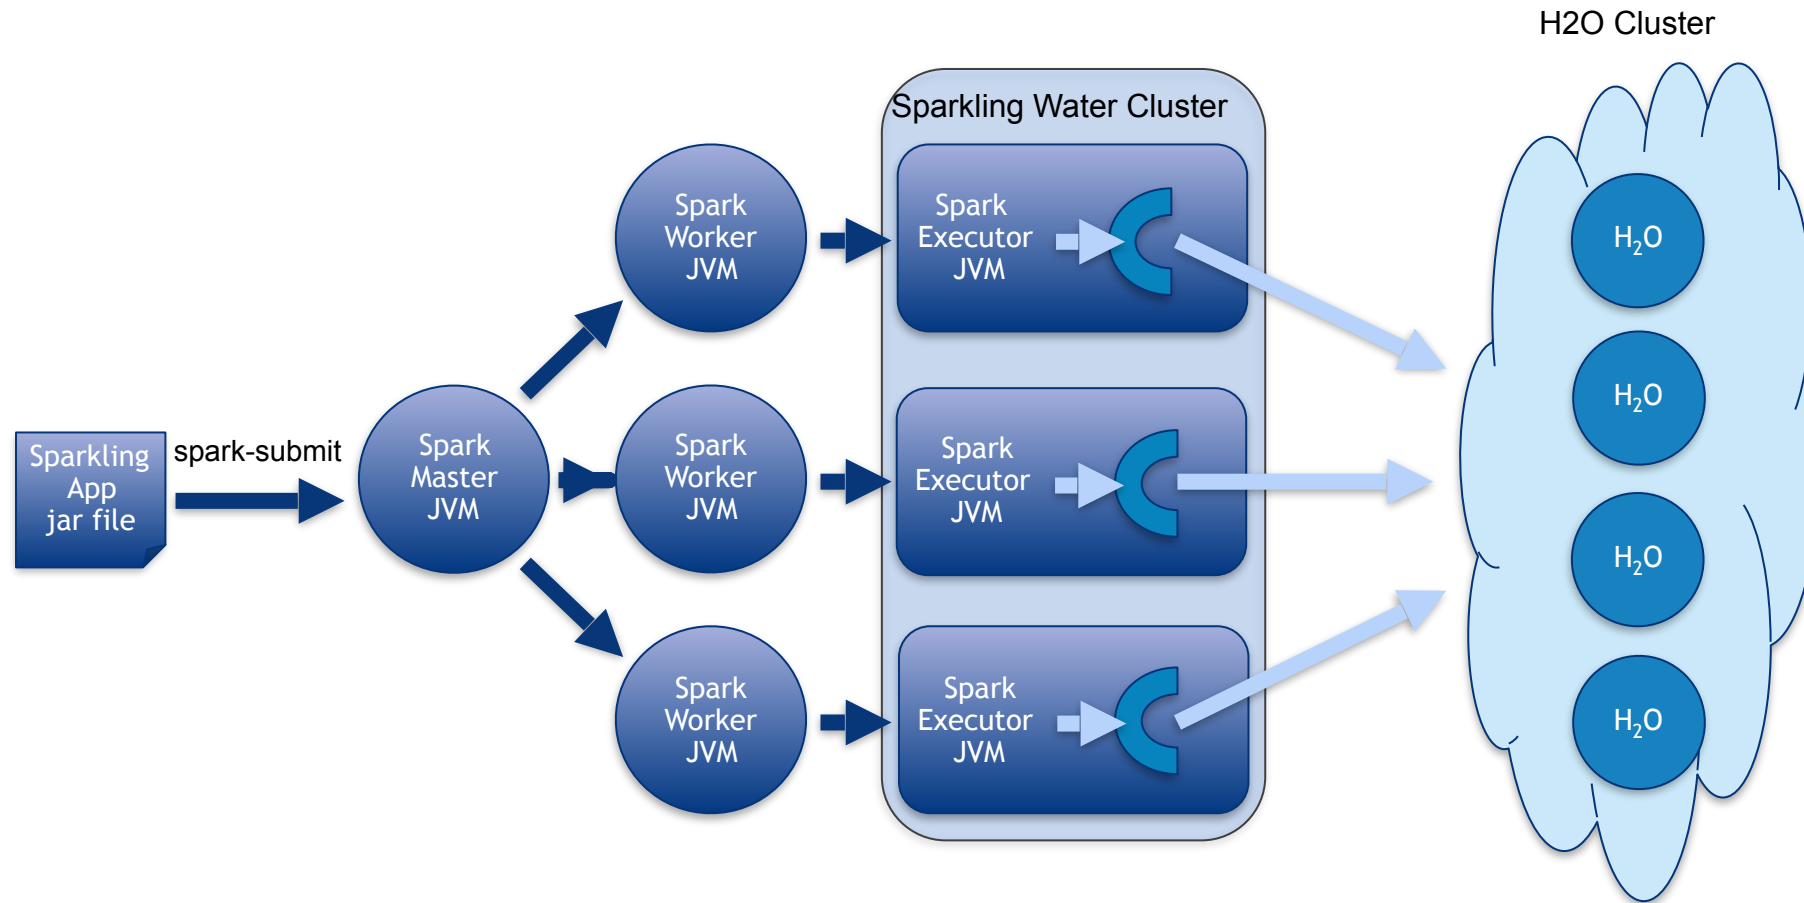 H2O Cluster
Sparkling Water Cluster
Sparkling
App
jar file
spark-submit
Spark
Master
JVM
Spark
Worker
JVM
Spark
Executor
JVM
H₂O
Spark
Worker
JVM
Spark
Executor
JVM
H₂O
Spark
Worker
JVM
Spark
Executor
JVM
H₂O
H₂O